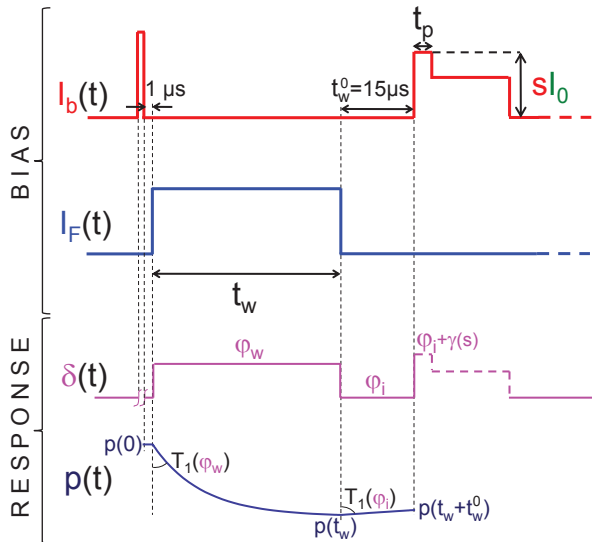 t_p
1 µs
t_w^0=15µs
sI_0
I_b(t)
BIAS
I_F(t)
t_w
φ_w
φ_i+γ(s)
δ(t)
φ_i
RESPONSE
p(0)
T_1(φ_w)
p(t)
T_1(φ_i)
p(t_w)
p(t_w+t_w^0)